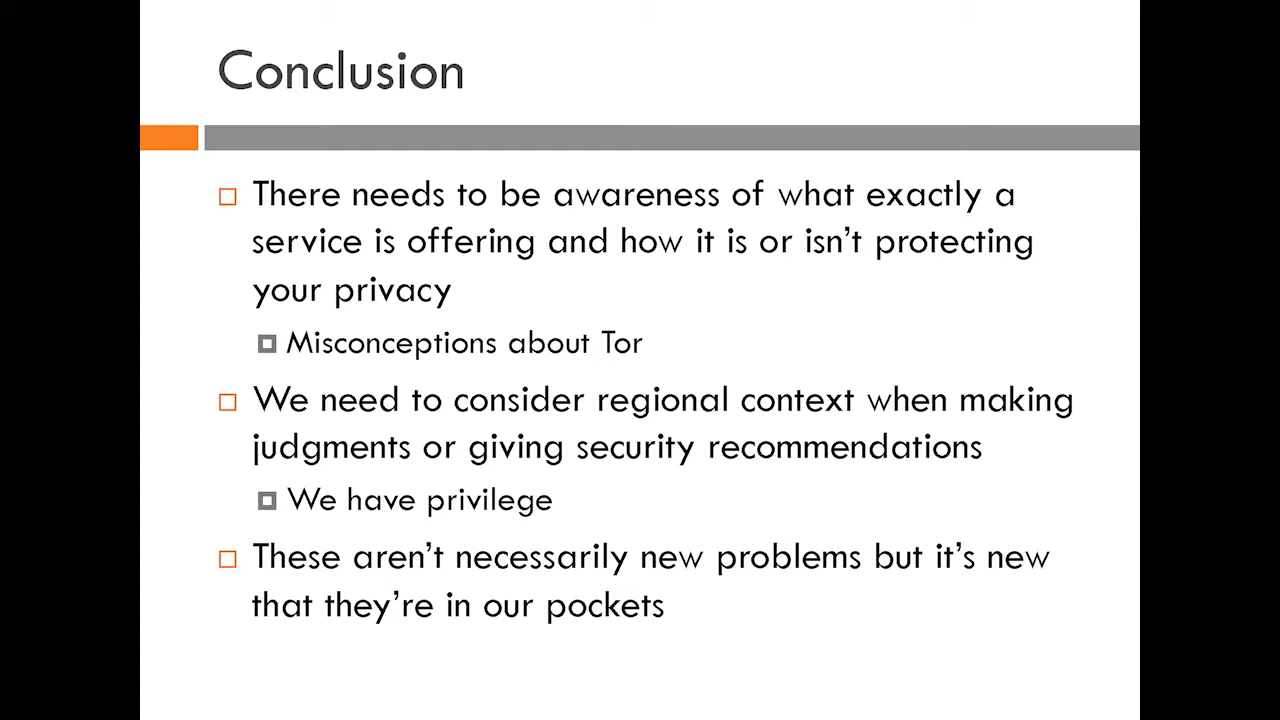 Conclusion
There needs to be awareness of what exactly a
service is offering and how it is or isn’t protecting
your privacy
Misconceptions about Tor
We need to consider regional context when making
judgments or giving security recommendations
We have privilege
These aren’t necessarily new problems but it’s new
that they’re in our pockets